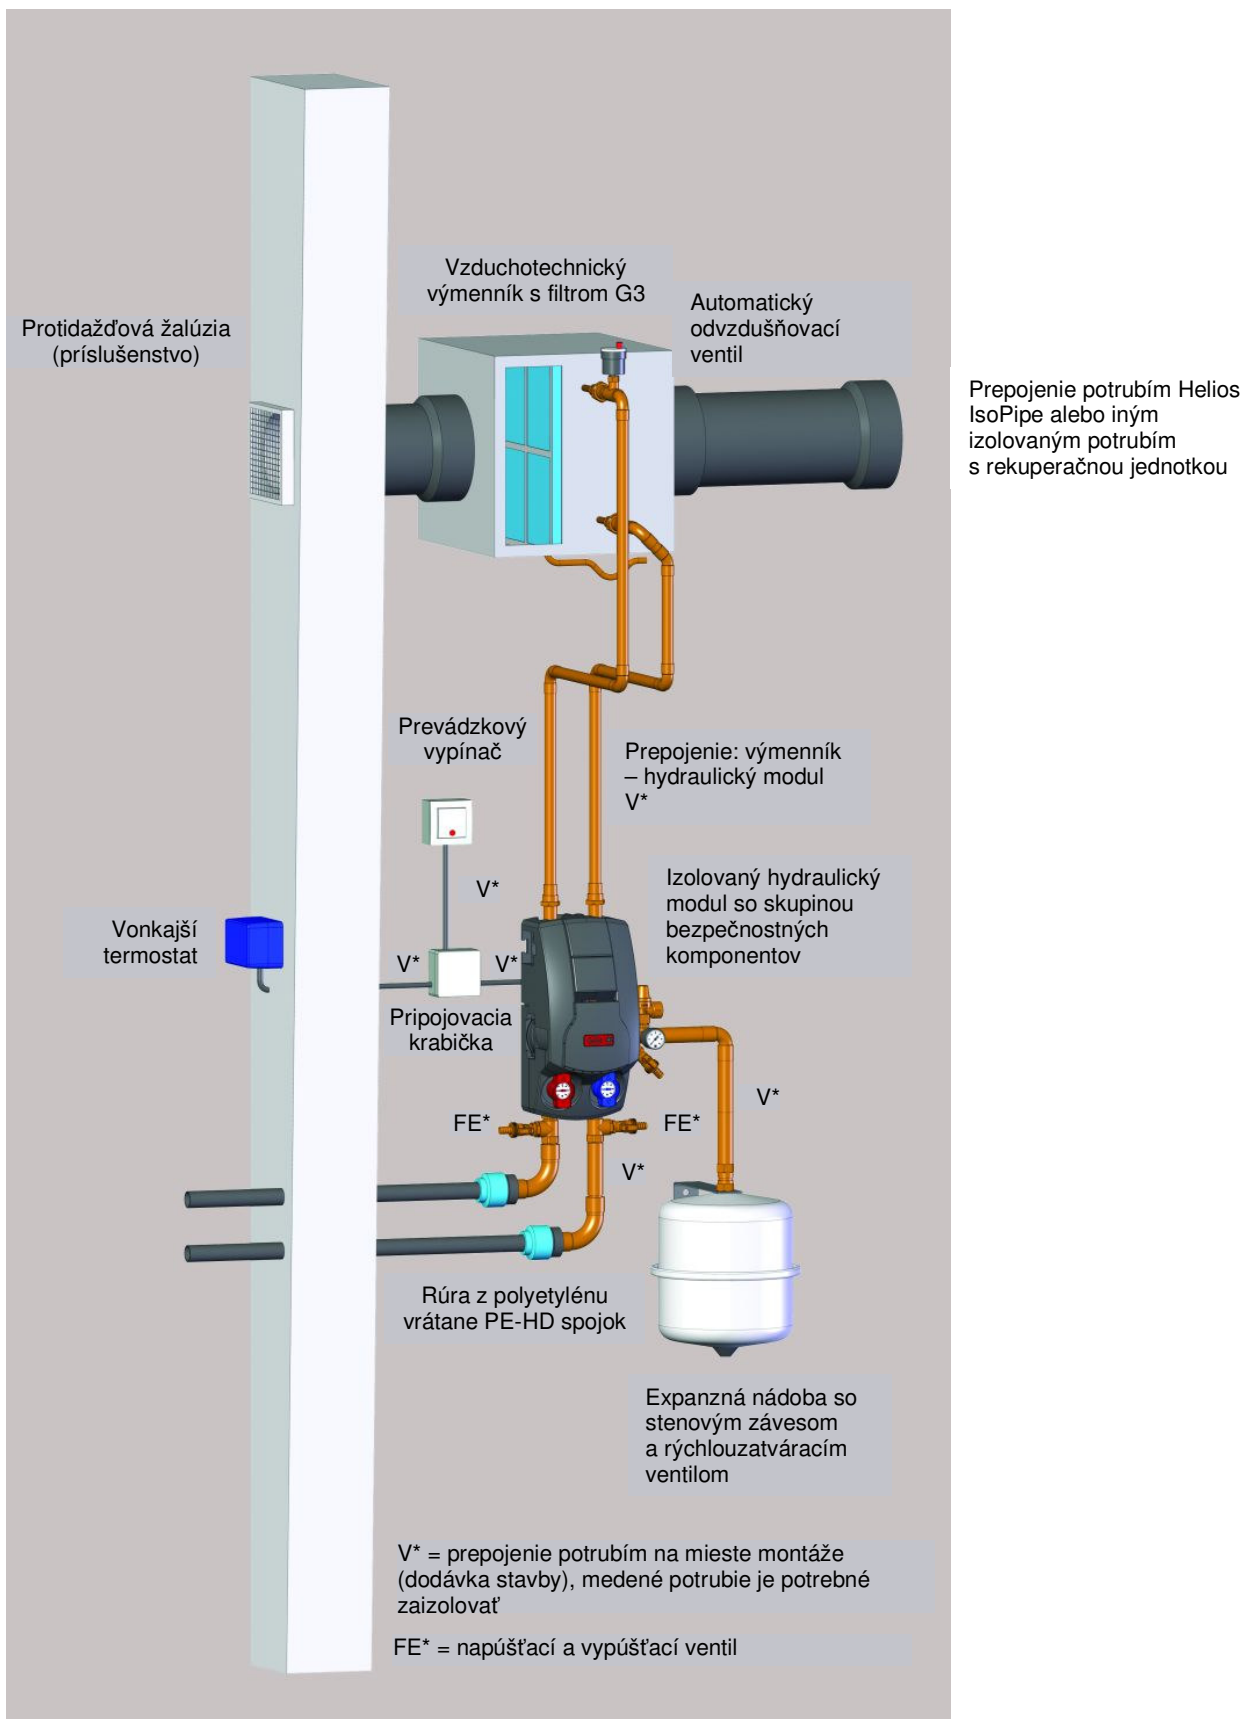 Vzduchotechnický
výmenník s filtrom G3
Automatický
odvzdušňovací
ventil
Protidažďová žalúzia
(príslušenstvo)
Prepojenie potrubím Helios
IsoPipe alebo iným
izolovaným potrubím
s rekuperačnou jednotkou
Prevádzkový
vypínač
Prepojenie: výmenník
– hydraulický modul
V*
V*
Izolovaný hydraulický
modul so skupinou
bezpečnostných
komponentov
Vonkajší
termostat
V*
V*
Pripojovacia
krabička
V*
FE*
FE*
V*
Rúra z polyetylénu
vrátane PE-HD spojok
Expanzná nádoba so
stenovým závesom
a rýchlouzatváracím
ventilom
V* = prepojenie potrubím na mieste montáže
(dodávka stavby), medené potrubie je potrebné
zaizolovať
FE* = napúšťací a vypúšťací ventil